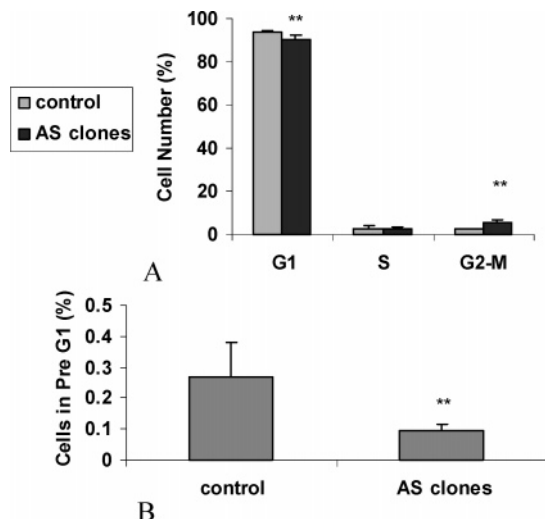 control
AS clones
Cell Number (%)
100
80
60
40
20
0
**
**
G1 S G2-M
A
Cells in Pre G1 (%)
0.5
0.4
0.3
0.2
0.1
0
**
control AS clones
B